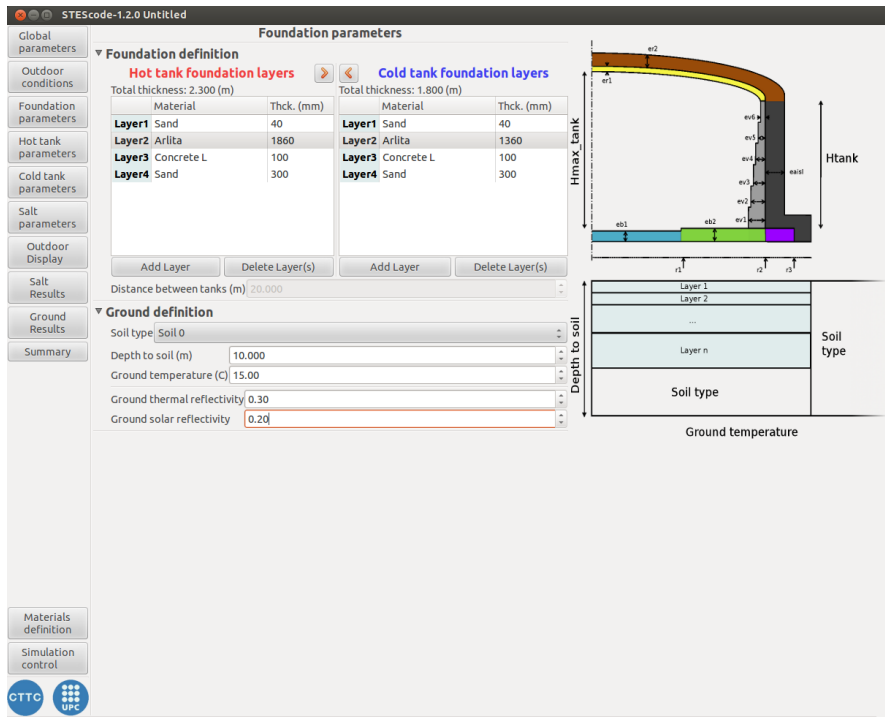 STEScode-1.2.0 Untitled
Global
parameters
Outdoor
conditions
Foundation
parameters
Hot tank
parameters
Cold tank
parameters
Salt
parameters
Outdoor
Display
Salt
Results
Ground
Results
Summary
Materials
definition
Simulation
control
CTTC
UPC
Foundation parameters
Foundation definition
Hot tank foundation layers
Total thickness: 2.300 (m)
Material Thck. (mm)
Layer1 Sand 40
Layer2 Arlita 1860
Layer3 Concrete L 100
Layer4 Sand 300
Add Layer Delete Layer(s)
Cold tank foundation layers
Total thickness: 1.800 (m)
Material Thck. (mm)
Layer1 Sand 40
Layer2 Arlita 1360
Layer3 Concrete L 100
Layer4 Sand 300
Add Layer Delete Layer(s)
Distance between tanks (m) 20.000
Ground definition
Soil type Soil 0
Depth to soil (m) 10.000
Ground temperature (C) 15.00
Ground thermal reflectivity 0.30
Ground solar reflectivity 0.20
er2
er1
Hmax_tank
ev6
ev5
ev4
ev3
ev2
ev1
eaisl
Htank
eb1
eb2
r1
r2
r3
Depth to soil
Layer 1
Layer 2
...
Layer n
Soil type
Soil
type
Ground temperature